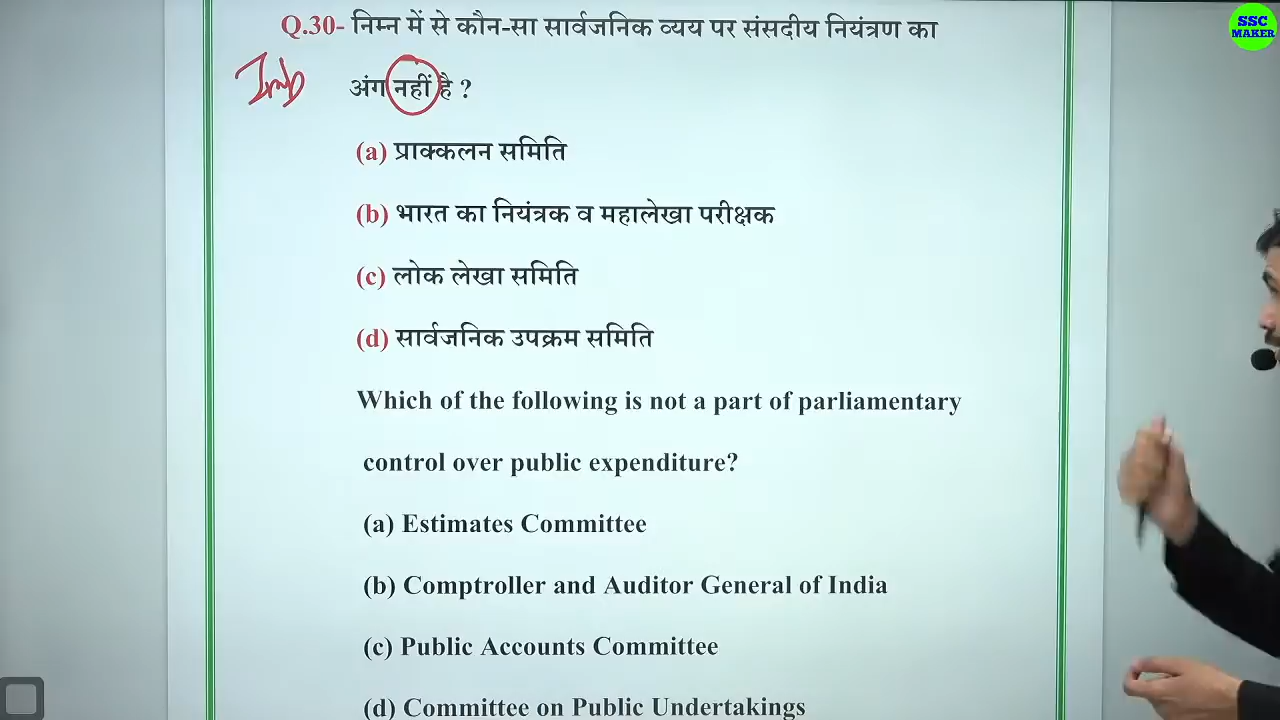 Q.30- निम्न में से कौन-सा सार्वजनिक व्यय पर संसदीय नियंत्रण का
SSC
MAKER
Imp
अंग नहीं है ?
(a) प्राक्कलन समिति
(b) भारत का नियंत्रक व महालेखा परीक्षक
(c) लोक लेखा समिति
(d) सार्वजनिक उपक्रम समिति
Which of the following is not a part of parliamentary
control over public expenditure?
(a) Estimates Committee
(b) Comptroller and Auditor General of India
(c) Public Accounts Committee
(d) Committee on Public Undertakings